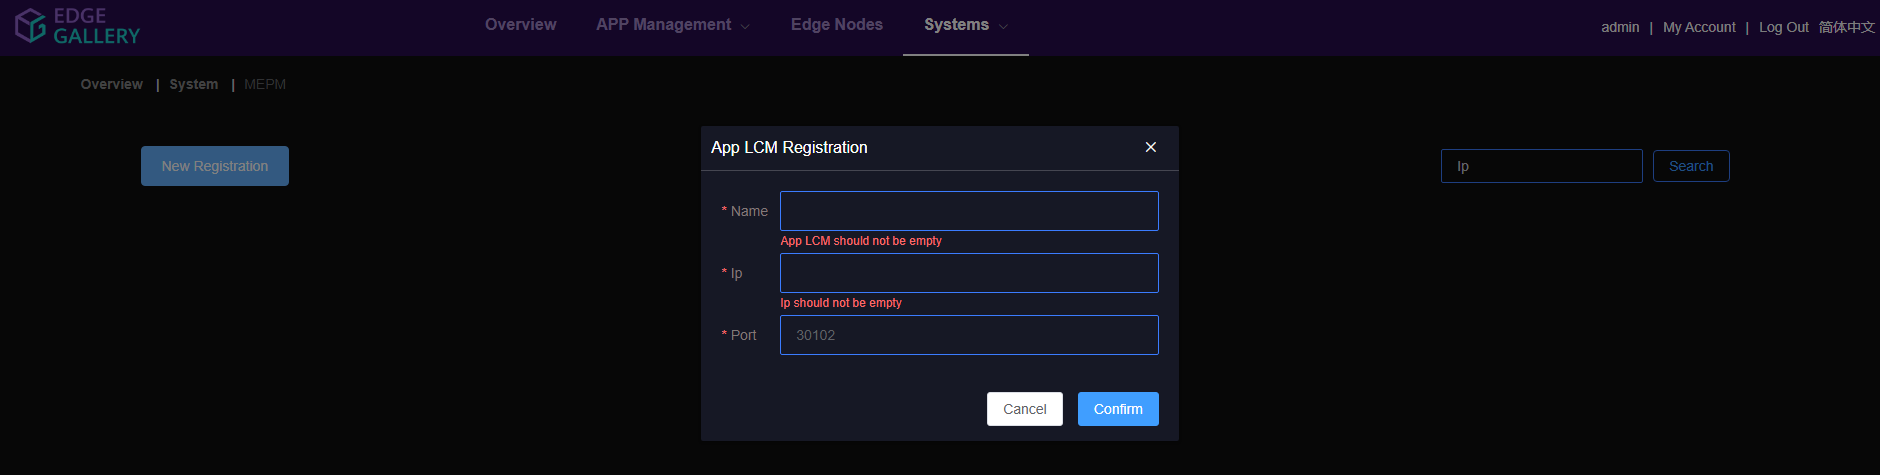 EDGE
GALLERY
Overview APP Management Edge Nodes Systems
admin | My Account | Log Out 简体中文
Overview | System | MEPM
New Registration
Ip Search
App LCM Registration
* Name
App LCM should not be empty
* Ip
Ip should not be empty
* Port 30102
Cancel Confirm